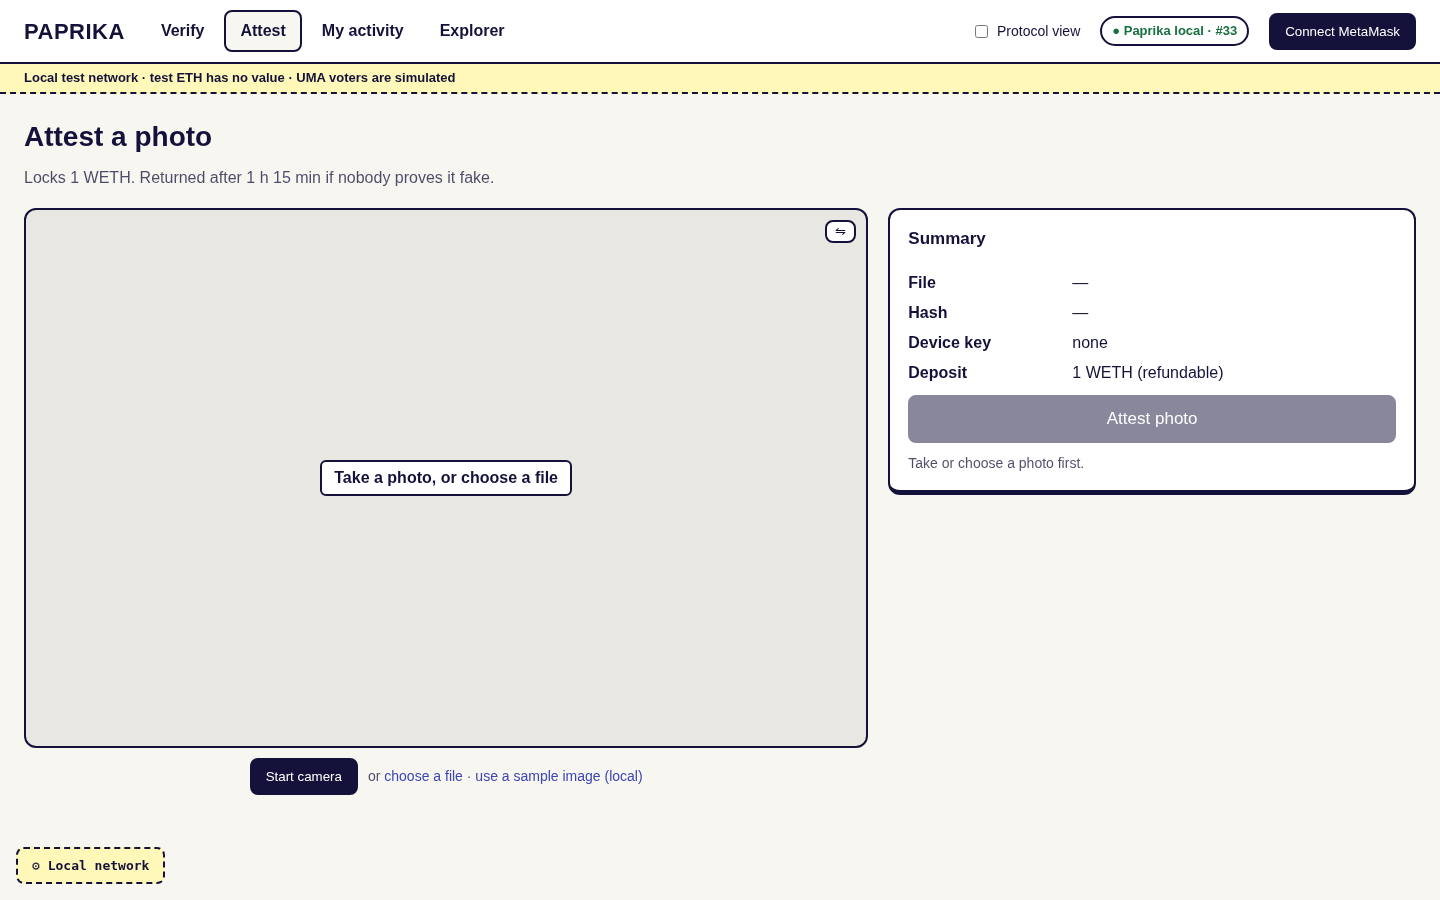 PAPRIKA
Verify
Attest
My activity
Explorer
Protocol view
● Paprika local · #33
Connect MetaMask
Local test network · test ETH has no value · UMA voters are simulated
Attest a photo
Locks 1 WETH. Returned after 1 h 15 min if nobody proves it fake.
⇋
Take a photo, or choose a file
Start camera
or choose a file · use a sample image (local)
Summary
File —
Hash —
Device key none
Deposit 1 WETH (refundable)
Attest photo
Take or choose a photo first.
⚙ Local network